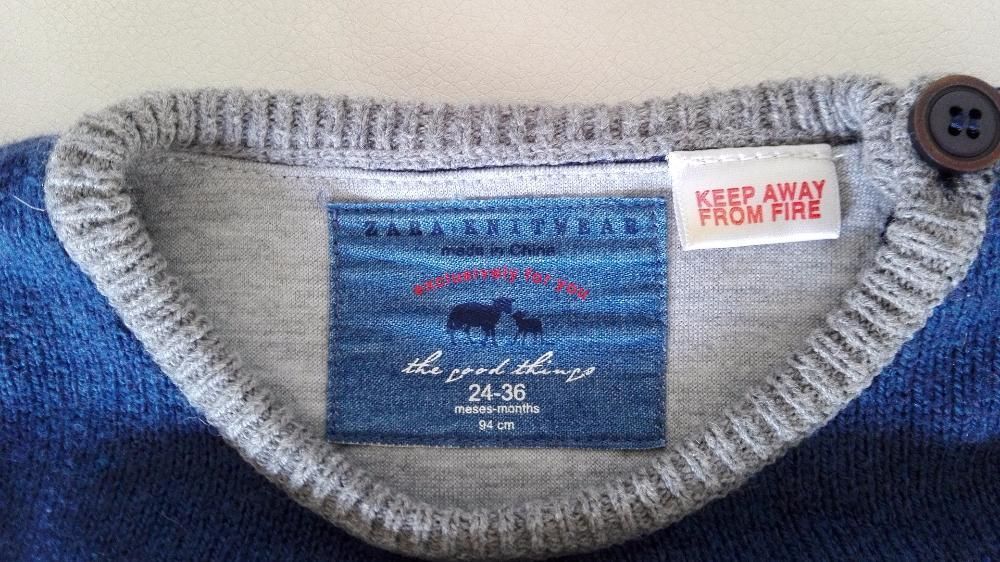 ZARA KNITWEAR
made in China
exclusively for you
the good things
24-36
meses-months
94 cm
KEEP AWAY
FROM FIRE